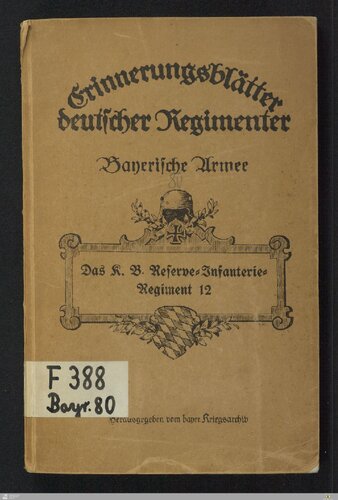 Erinnerungsblätter
deutscher Regimenter
Bayerische Armee
Das K. B. Reserve-Infanterie-
Regiment 12
F 388
Bayr. 80
Herausgegeben vom bayer. Kriegsarchiv